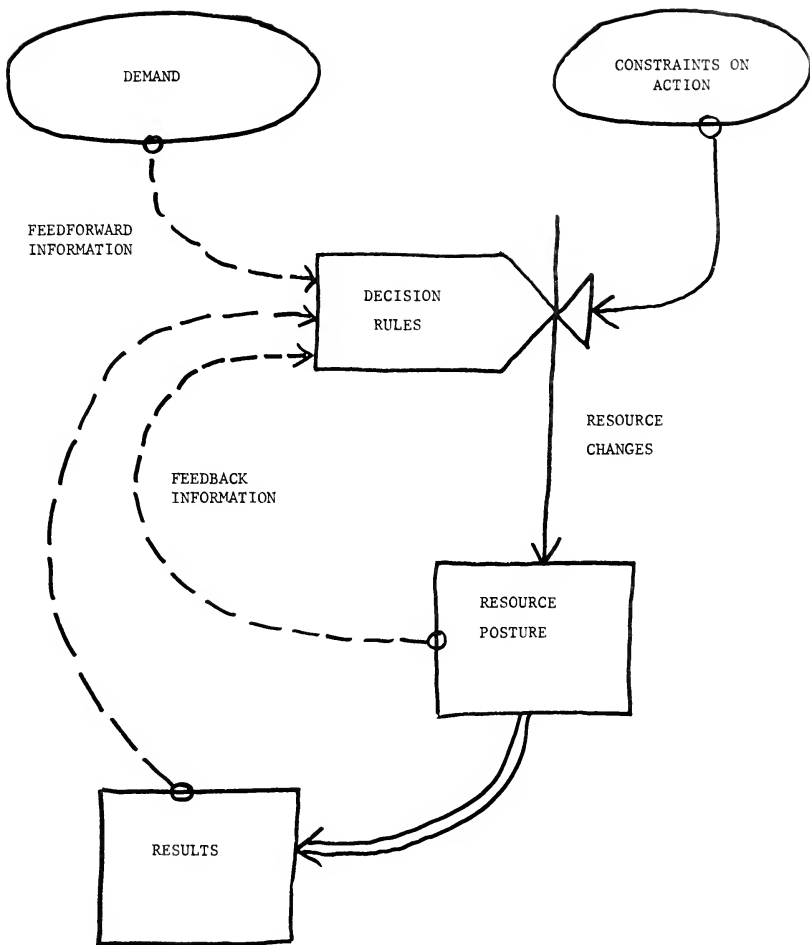 DEMAND
CONSTRAINTS ON
ACTION
FEEDFORWARD
INFORMATION
DECISION
RULES
RESOURCE
CHANGES
FEEDBACK
INFORMATION
RESOURCE
POSTURE
RESULTS